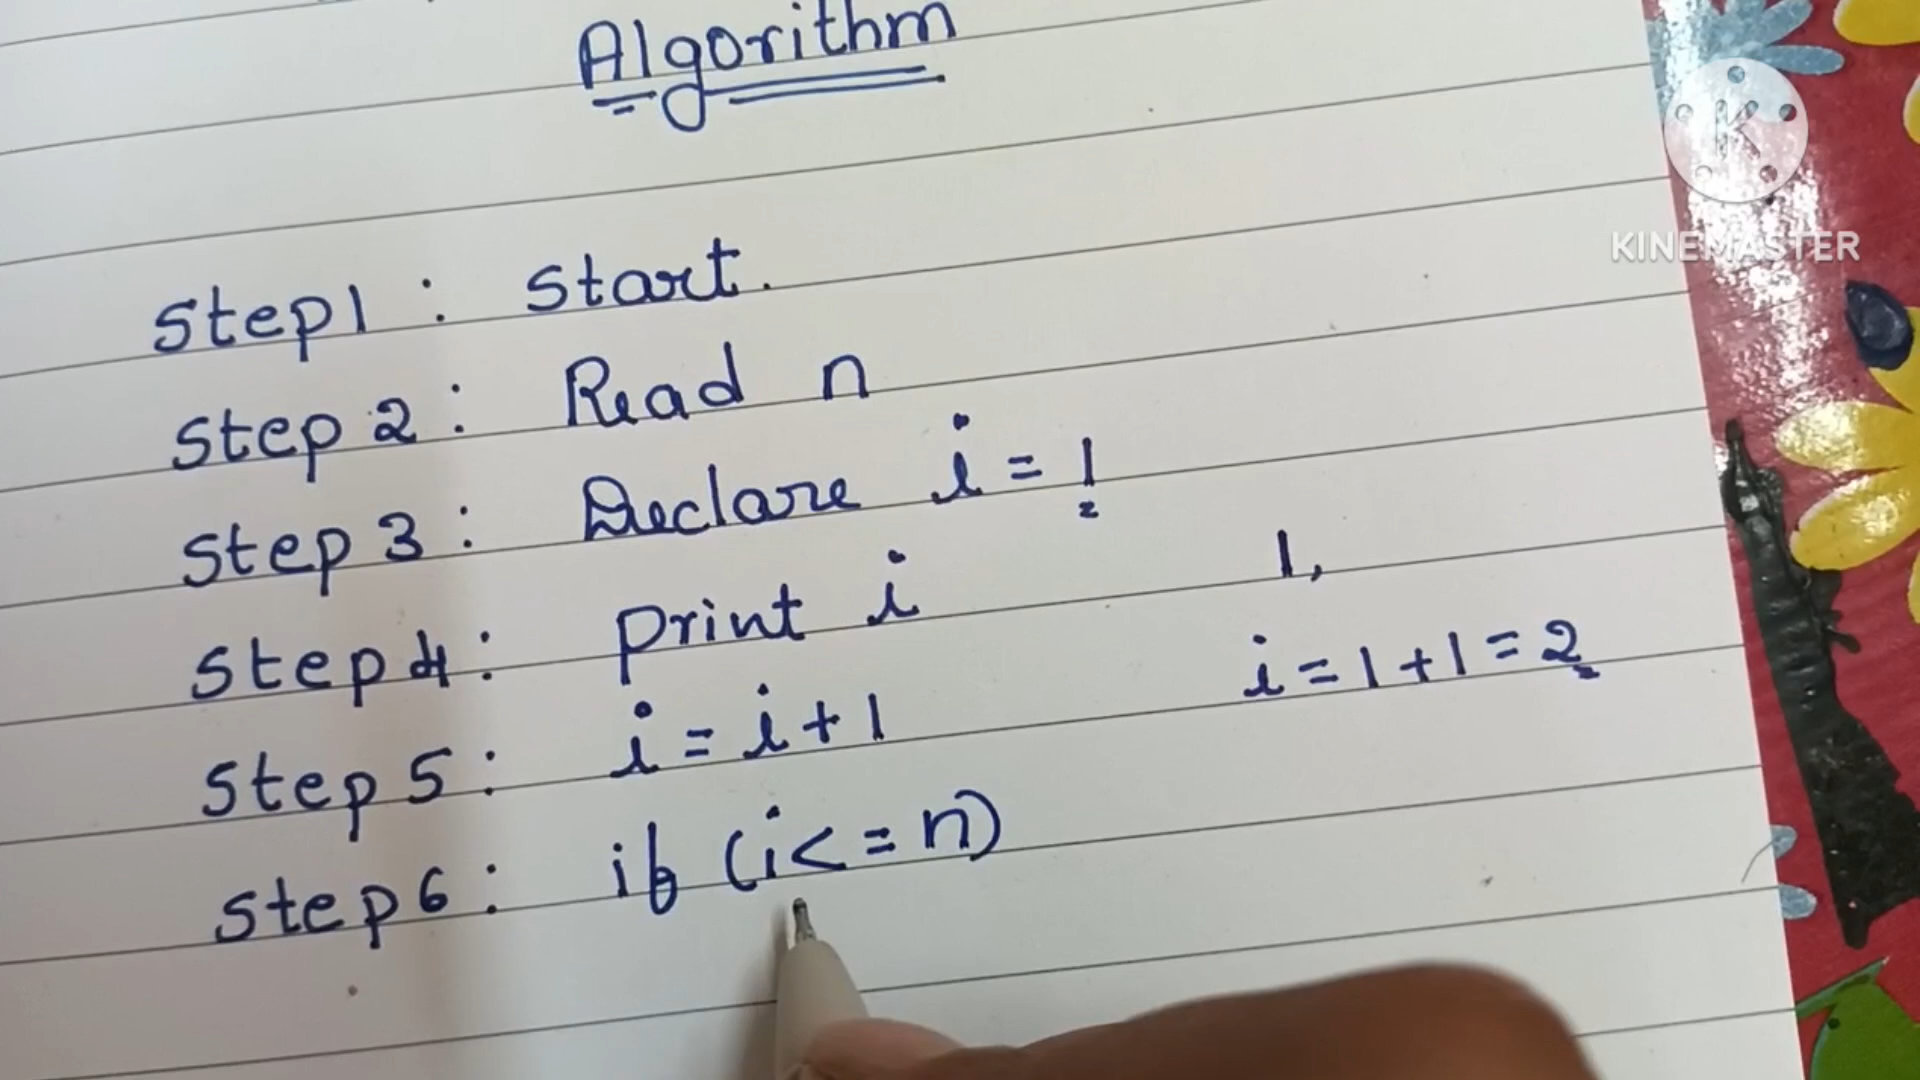 Algorithm
Step1 : Start.
Step 2 : Read n
Step 3 : Declare i = 1
Step 4 : Print i
1,
Step 5 : i = i + 1
i = 1 + 1 = 2
Step 6 : if (i < = n)
K
KINEMASTER